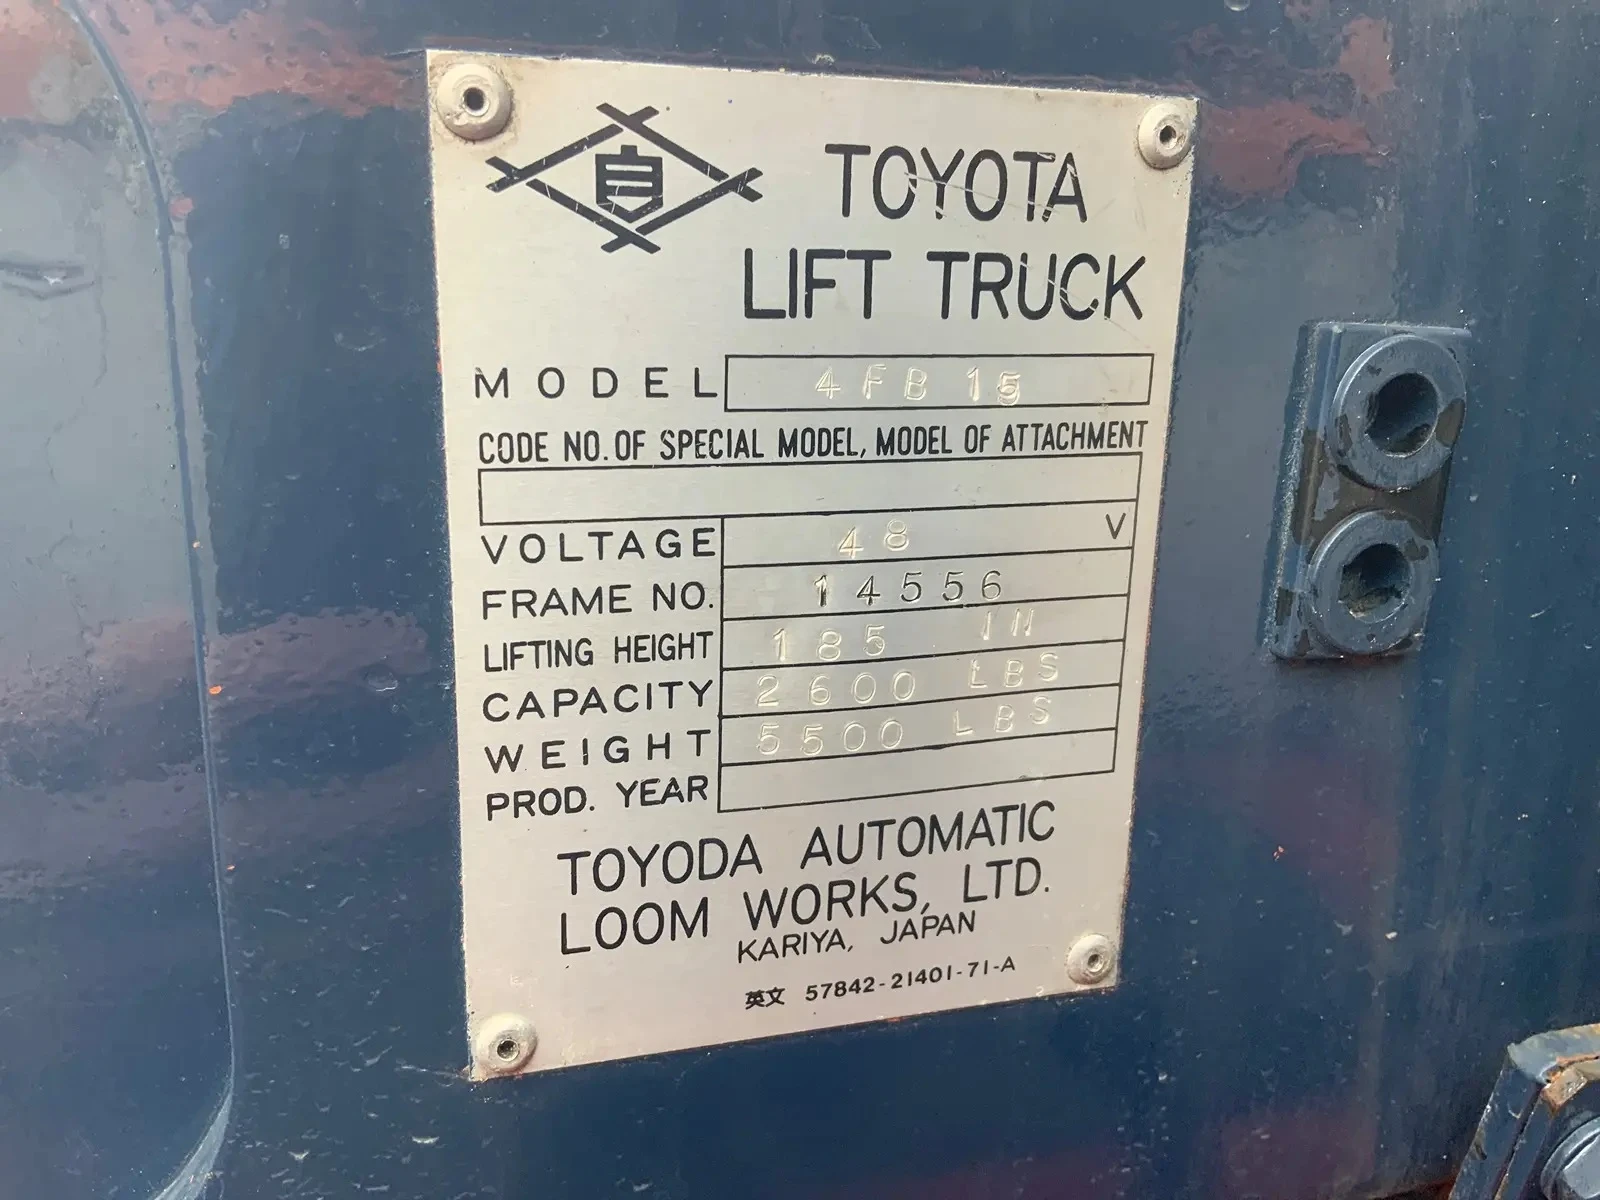 自
TOYOTA
LIFT TRUCK
MODEL 4FB15
CODE NO. OF SPECIAL MODEL, MODEL OF ATTACHMENT
VOLTAGE 48 V
FRAME NO. 14556
LIFTING HEIGHT 185 IN
CAPACITY 2600 LBS
WEIGHT 5500 LBS
PROD. YEAR
TOYODA AUTOMATIC
LOOM WORKS, LTD.
KARIYA, JAPAN
英文 57842-21401-71-A